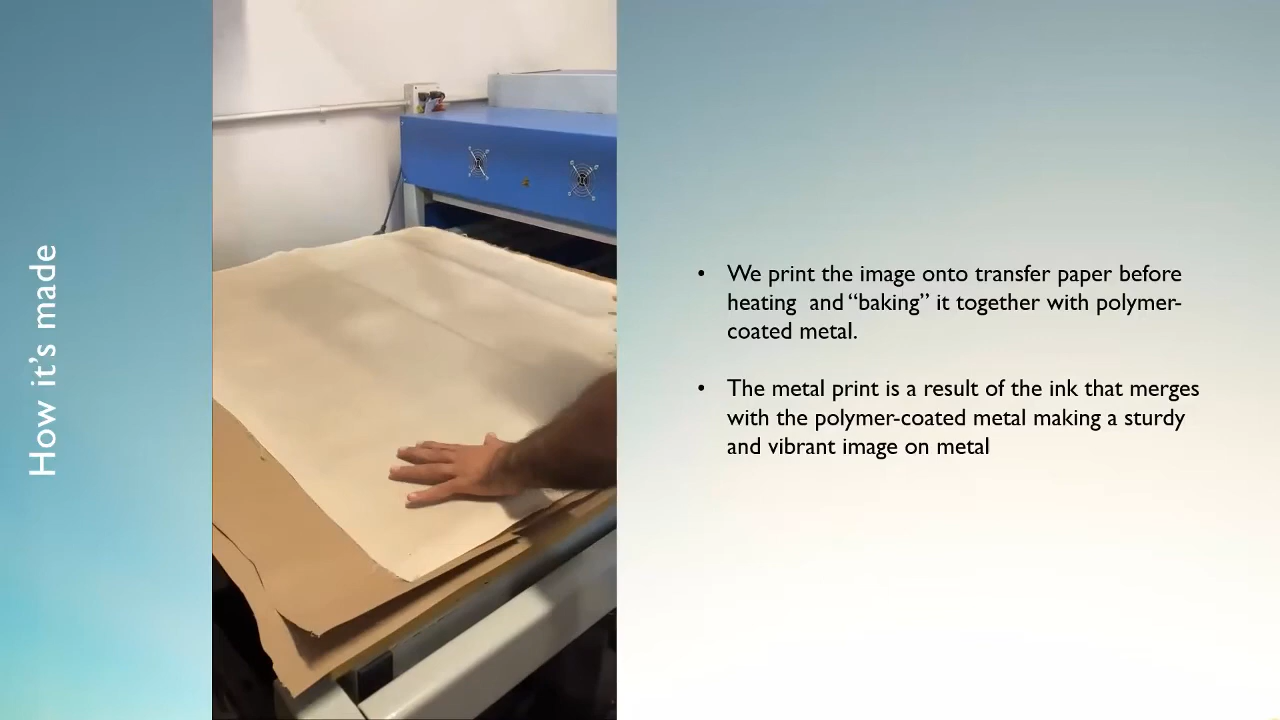 How it’s made
• We print the image onto transfer paper before
heating  and “baking” it together with polymer-
coated metal.
• The metal print is a result of the ink that merges
with the polymer-coated metal making a sturdy
and vibrant image on metal